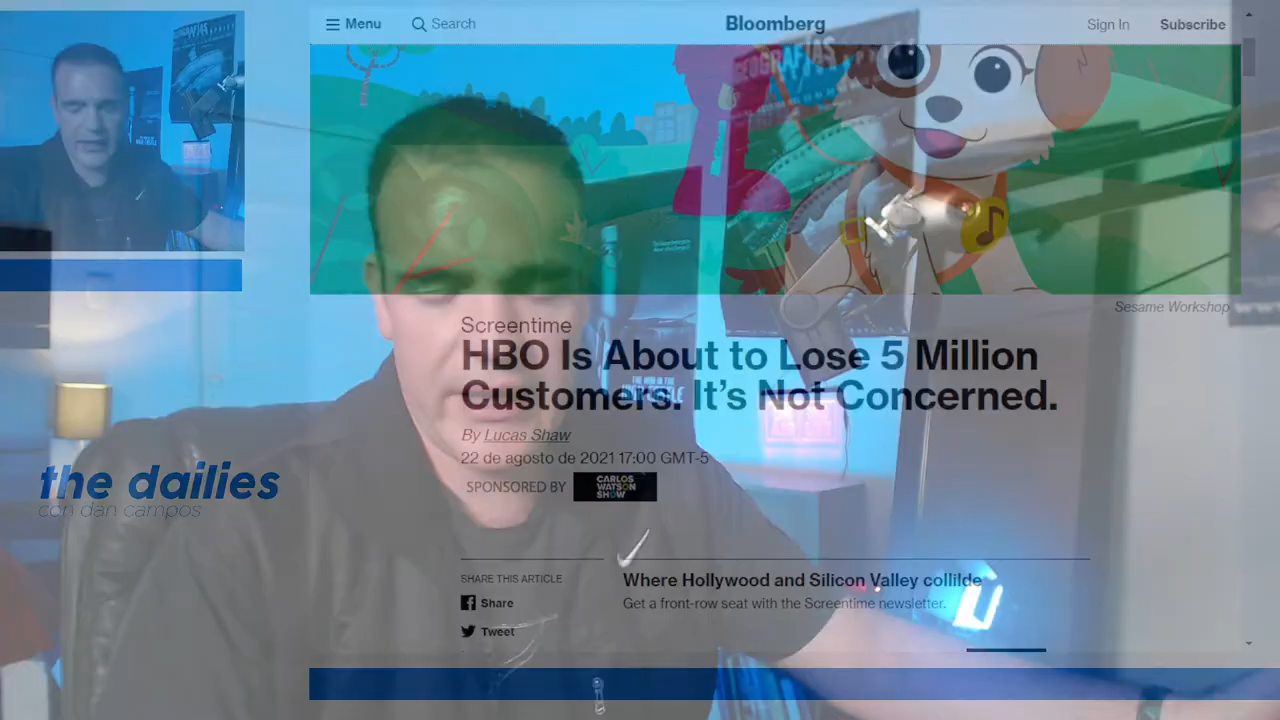 Menu
Search
Bloomberg
Sign In
Subscribe
GEOGRAFÍAS
Sesame Workshop
Screentime
HBO Is About to Lose 5 Million
Customers. It's Not Concerned.
By Lucas Shaw
22 de agosto de 2021 17:00 GMT-5
SPONSORED BY
CARLOS
WATSON
SHOW
the dailies
con dan campos
SHARE THIS ARTICLE
Share
Tweet
Where Hollywood and Silicon Valley collilde
Get a front-row seat with the Screentime newsletter.